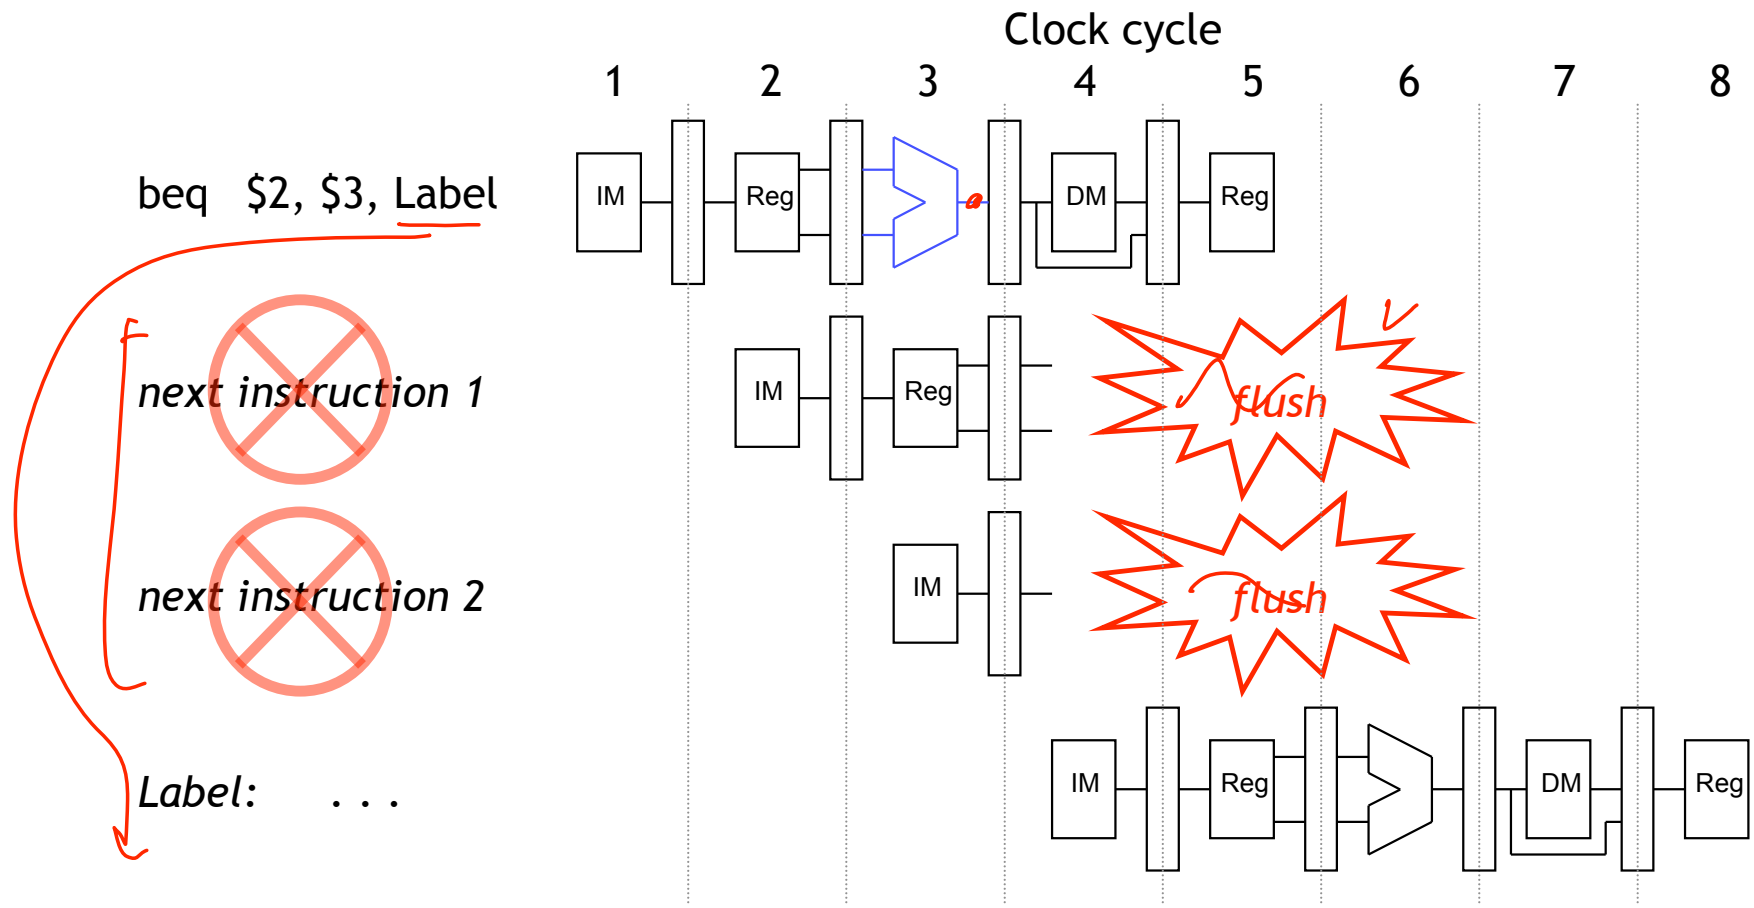 Clock cycle
1 2 3 4 5 6 7 8
beq $2, $3, Label
IM Reg DM Reg
next instruction 1
IM Reg flush
next instruction 2
IM flush
Label: . . .
IM Reg DM Reg